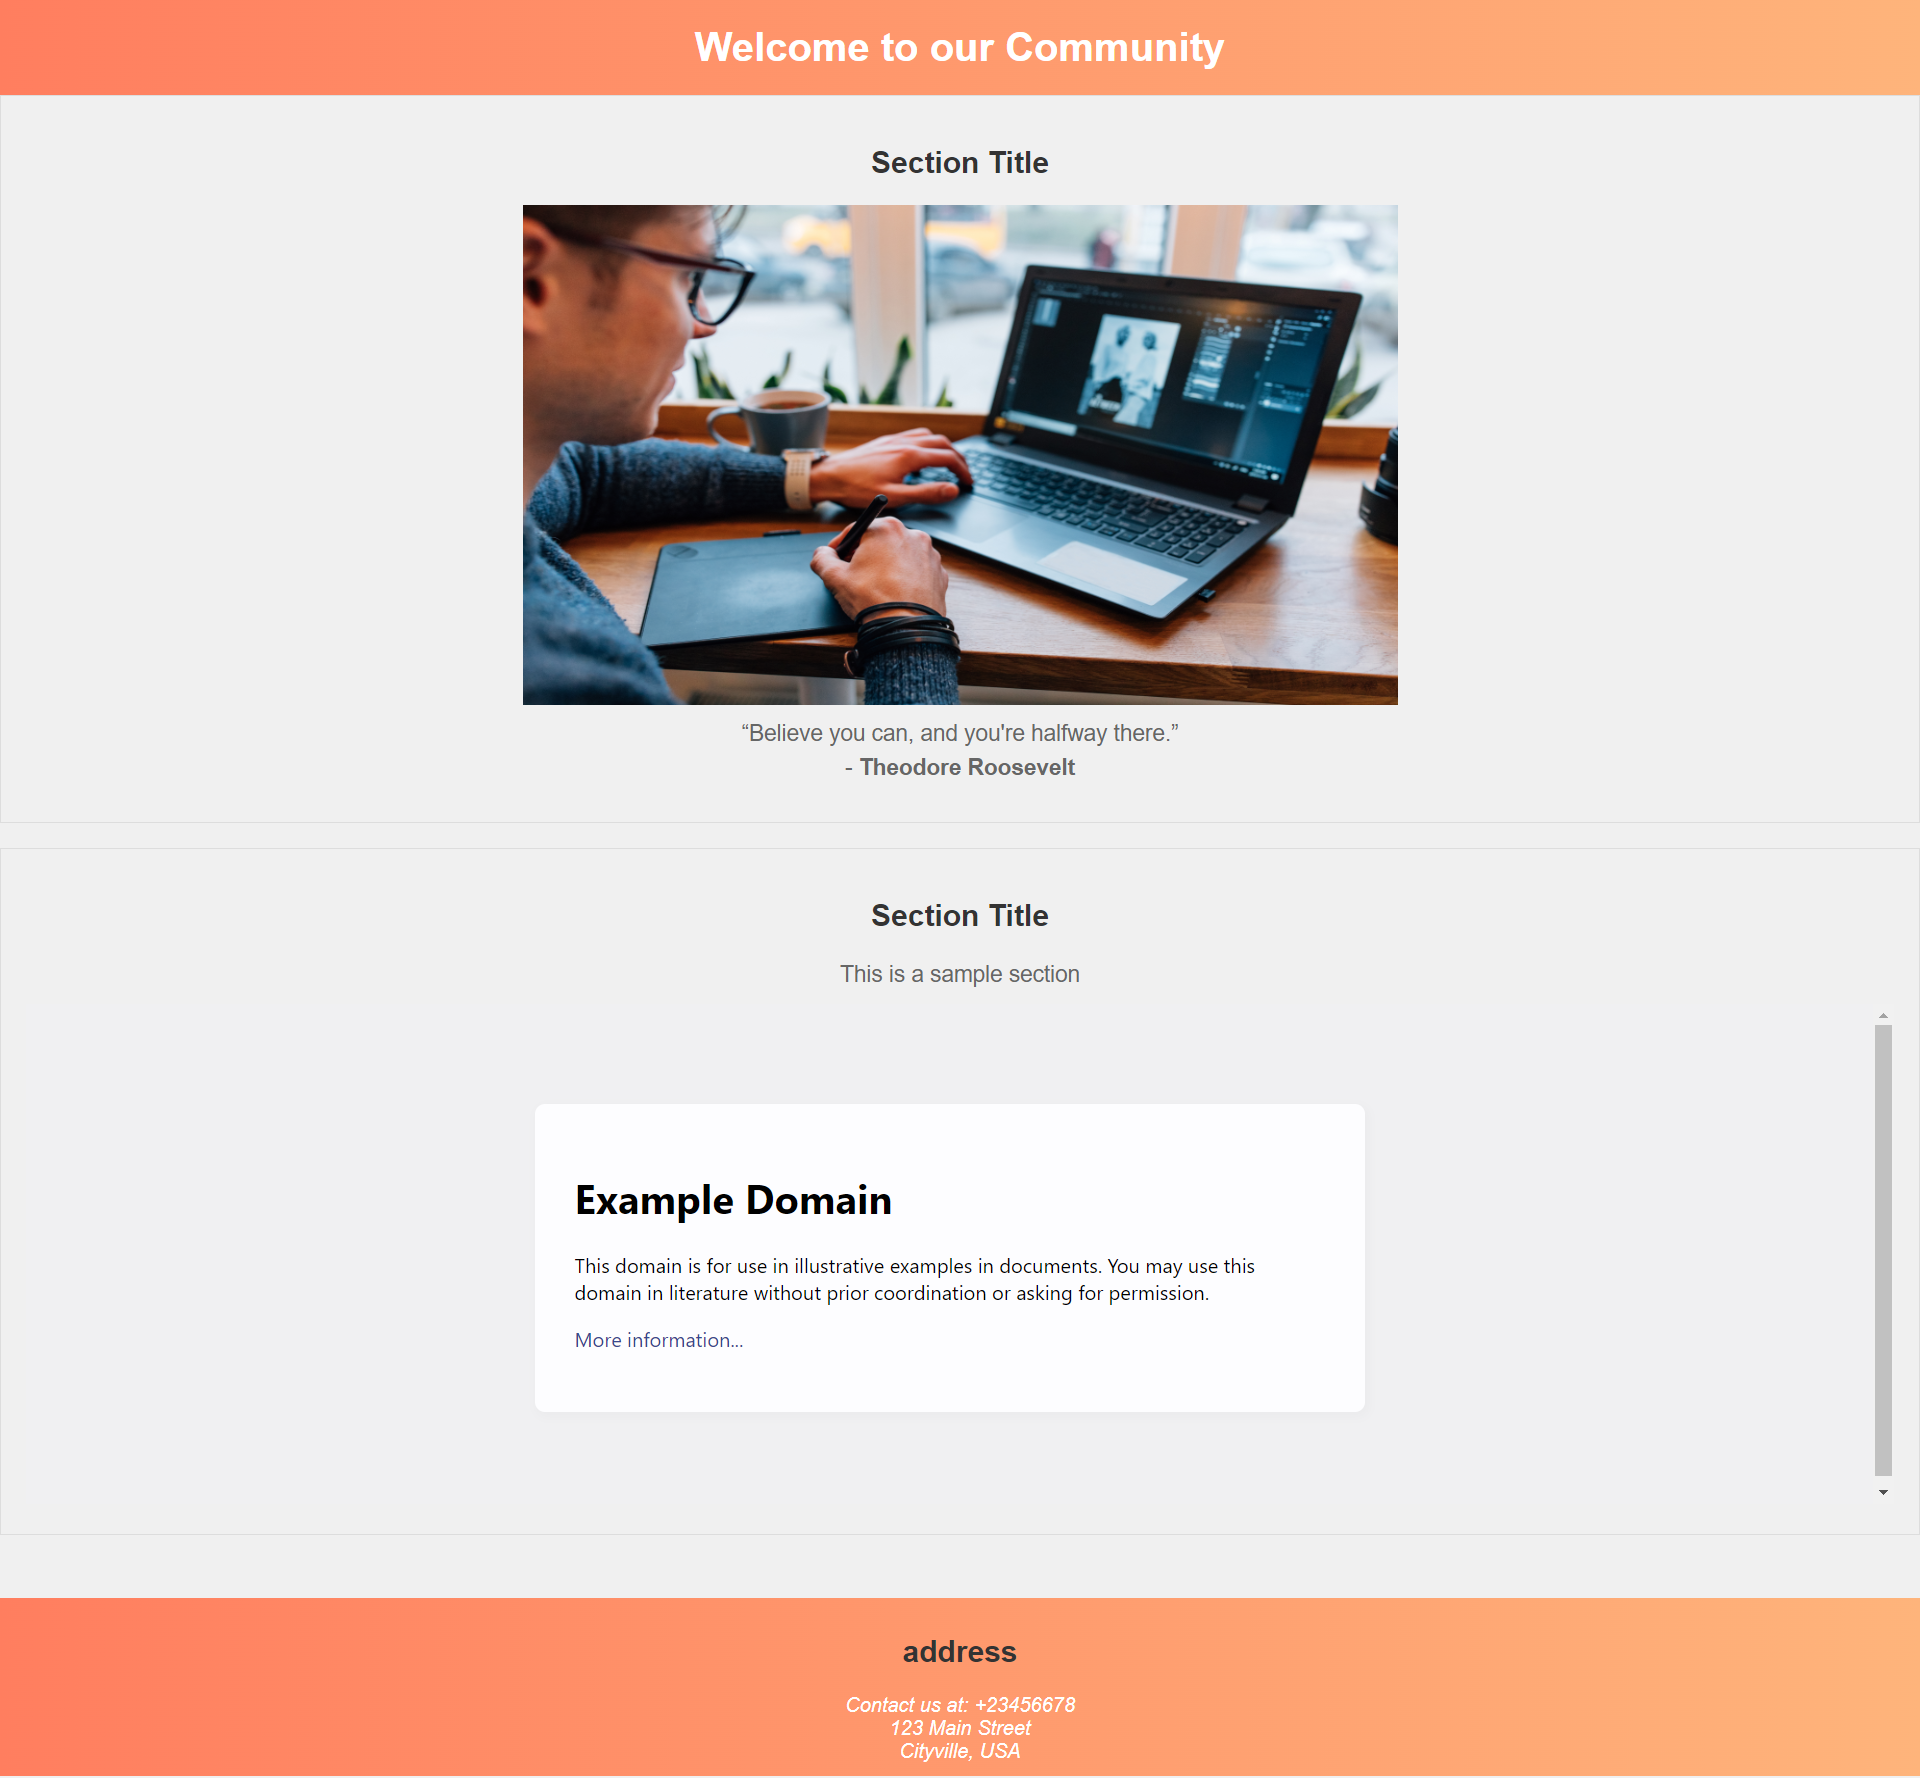 Welcome to our Community
Section Title
“Believe you can, and you're halfway there.”
- Theodore Roosevelt
Section Title
This is a sample section
Example Domain
This domain is for use in illustrative examples in documents. You may use this
domain in literature without prior coordination or asking for permission.
More information...
address
Contact us at: +23456678
123 Main Street
Cityville, USA